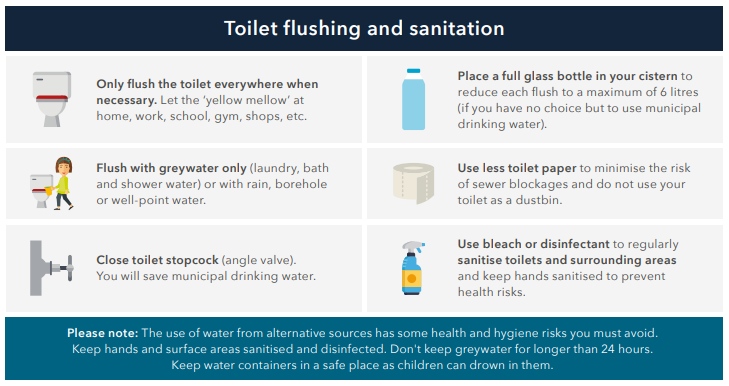 Toilet flushing and sanitation
Only flush the toilet everywhere when
necessary. Let the ‘yellow mellow’ at
home, work, school, gym, shops, etc.
Place a full glass bottle in your cistern to
reduce each flush to a maximum of 6 litres
(if you have no choice but to use municipal
drinking water).
Flush with greywater only (laundry, bath
and shower water) or with rain, borehole
or well-point water.
Use less toilet paper to minimise the risk
of sewer blockages and do not use your
toilet as a dustbin.
Close toilet stopcock (angle valve).
You will save municipal drinking water.
Use bleach or disinfectant to regularly
sanitise toilets and surrounding areas
and keep hands sanitised to prevent
health risks.
Please note: The use of water from alternative sources has some health and hygiene risks you must avoid.
Keep hands and surface areas sanitised and disinfected. Don't keep greywater for longer than 24 hours.
Keep water containers in a safe place as children can drown in them.